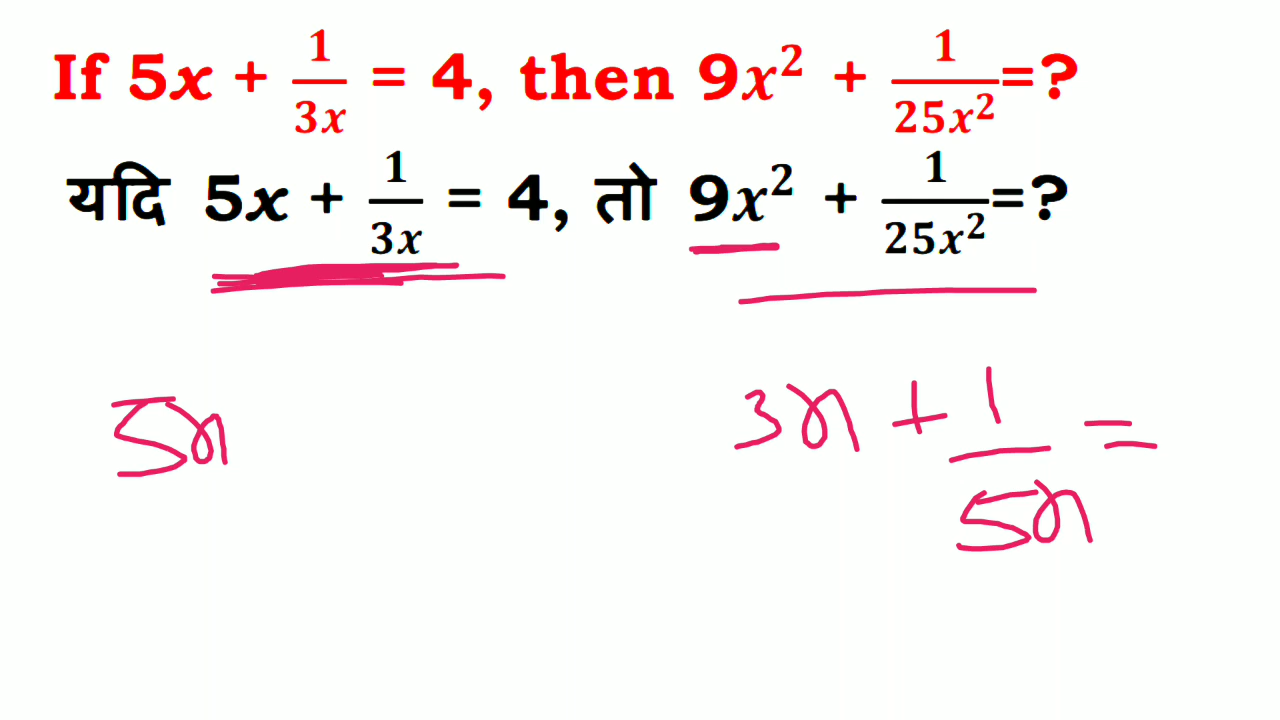 If 5x + 1/3x = 4, then 9x² + 1/25x² =?
यदि 5x + 1/3x = 4, तो 9x² + 1/25x² =?
5x 3x + 1/5x =